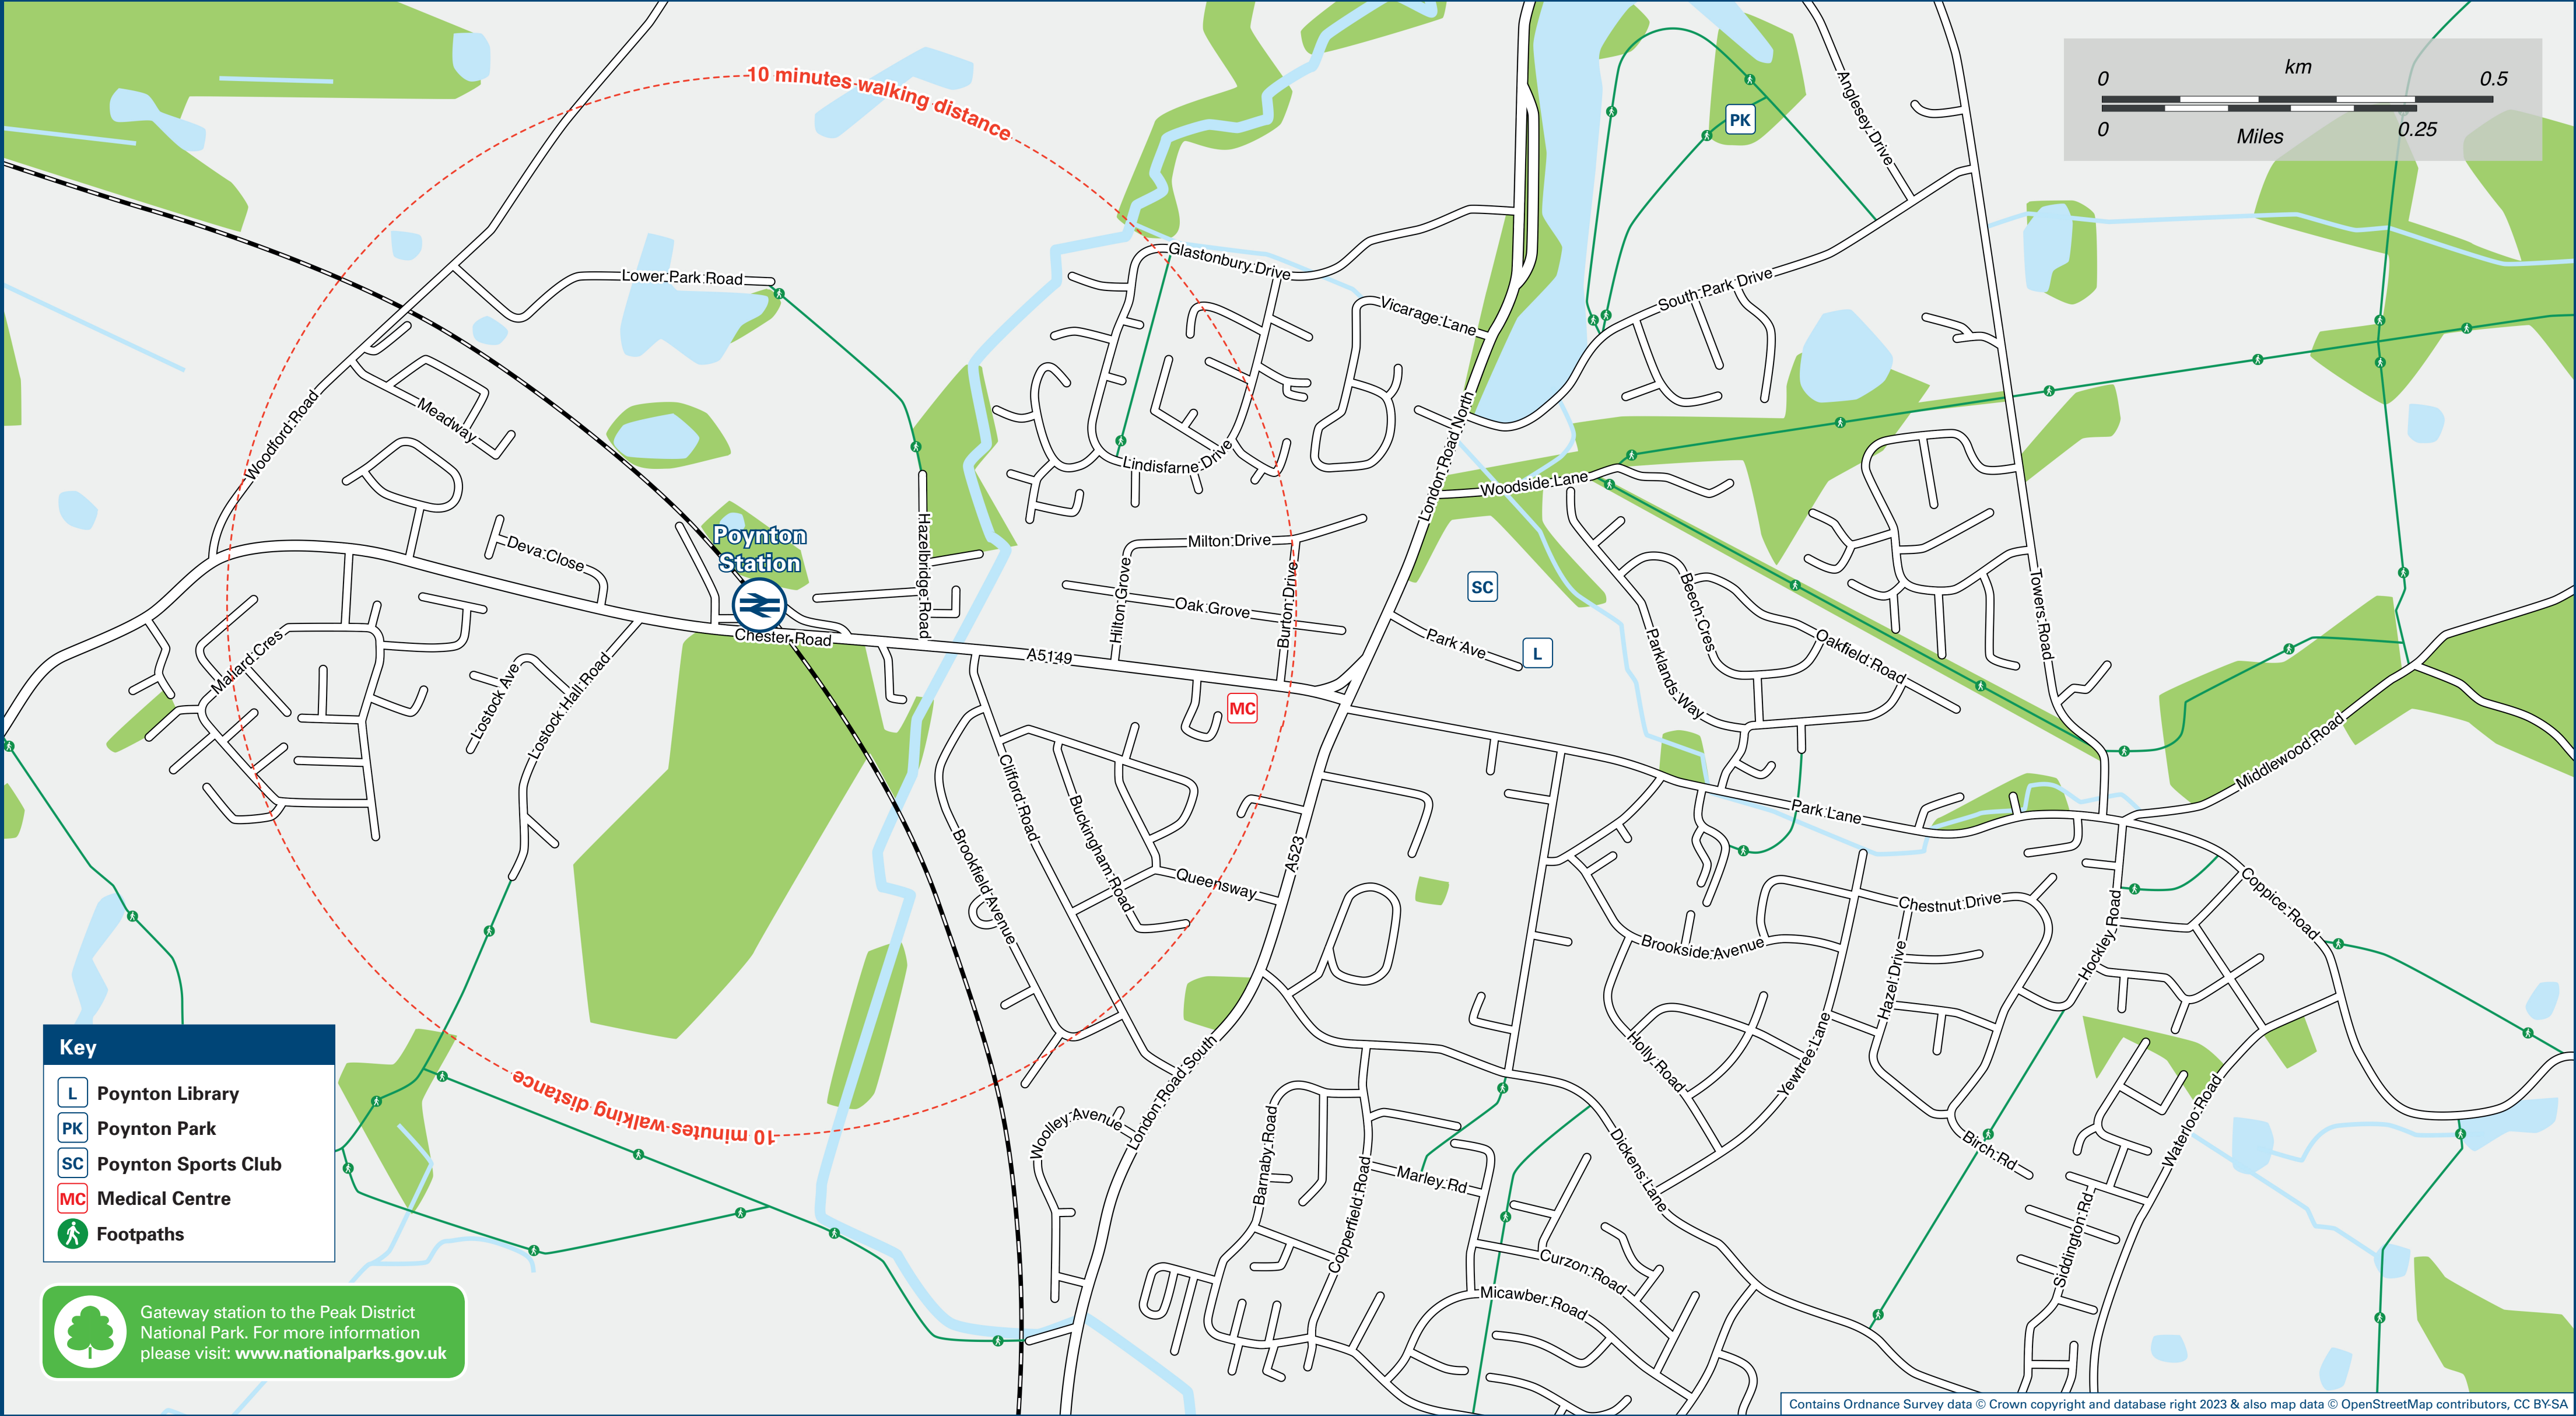 10 minutes walking distance
km
0 0.5
0 0.25
Miles
PK
Anglesey Drive
Glastonbury Drive
Lower Park Road
Vicarage Lane
South Park Drive
Woodford Road
Meadway
Lindisfarne Drive
London Road North
Woodside Lane
Poynton
Station
Deva Close
Hazelbridge Road
Milton Drive
Hilton Grove
Oak Grove
Burton Drive
SC
Park Ave
L
Beech Cres
Parklands Way
Oakfield Road
Towers Road
Chester Road
A5149
MC
Mallard Cres
Lostock Ave
Lostock Hall Road
Clifford Road
Buckingham Road
Brookfield Avenue
Queensway
A523
Park Lane
Middlewood Road
Coppice Road
Chestnut Drive
Brookside Avenue
Hazel Drive
Hockley Road
Holly Road
Yewtree Lane
Birch Rd
Waterloo Road
Siddington Rd
London Road South
Woolley Avenue
Barnaby Road
Copperfield Road
Marley Rd
Dickens Lane
Curzon Road
Micawber Road
10 minutes walking distance
Key
L Poynton Library
PK Poynton Park
SC Poynton Sports Club
MC Medical Centre
Footpaths
Gateway station to the Peak District
National Park. For more information
please visit: www.nationalparks.gov.uk
Contains Ordnance Survey data © Crown copyright and database right 2023 & also map data © OpenStreetMap contributors, CC BY-SA